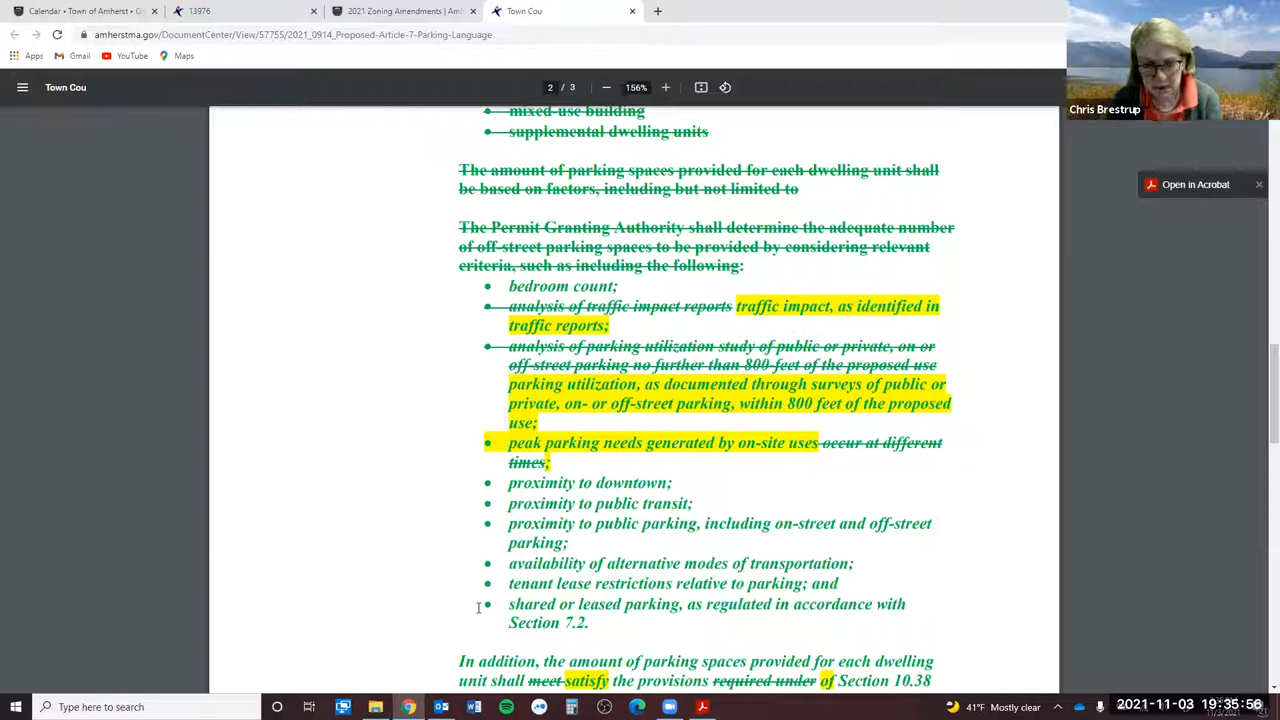 Calendar • Town of Amherst • C
13976
2021 Zoning Amendments | Amh
Town Cou
amherstma.gov/DocumentCenter/View/57755/2021_0914_Proposed-Article-7-Parking-Language
Apps
Gmail
YouTube
Maps
Town Cou
2 / 3
156%
Chris Brestrup
Open in Acrobat
• mixed-use building
• supplemental dwelling units
The amount of parking spaces provided for each dwelling unit shall
be based on factors, including but not limited to
The Permit Granting Authority shall determine the adequate number
of off-street parking spaces to be provided by considering relevant
criteria, such as including the following:
• bedroom count;
• analysis of traffic impact reports traffic impact, as identified in
traffic reports;
• analysis of parking utilization study of public or private, on or
off-street parking no further than 800 feet of the proposed use
parking utilization, as documented through surveys of public or
private, on- or off-street parking, within 800 feet of the proposed
use;
• peak parking needs generated by on-site uses occur at different
times;
• proximity to downtown;
• proximity to public transit;
• proximity to public parking, including on-street and off-street
parking;
• availability of alternative modes of transportation;
• tenant lease restrictions relative to parking; and
• shared or leased parking, as regulated in accordance with
Section 7.2.
In addition, the amount of parking spaces provided for each dwelling
unit shall meet satisfy the provisions required under of Section 10.38
Type here to search
41°F Mostly clear
2021-11-03 19:35:56